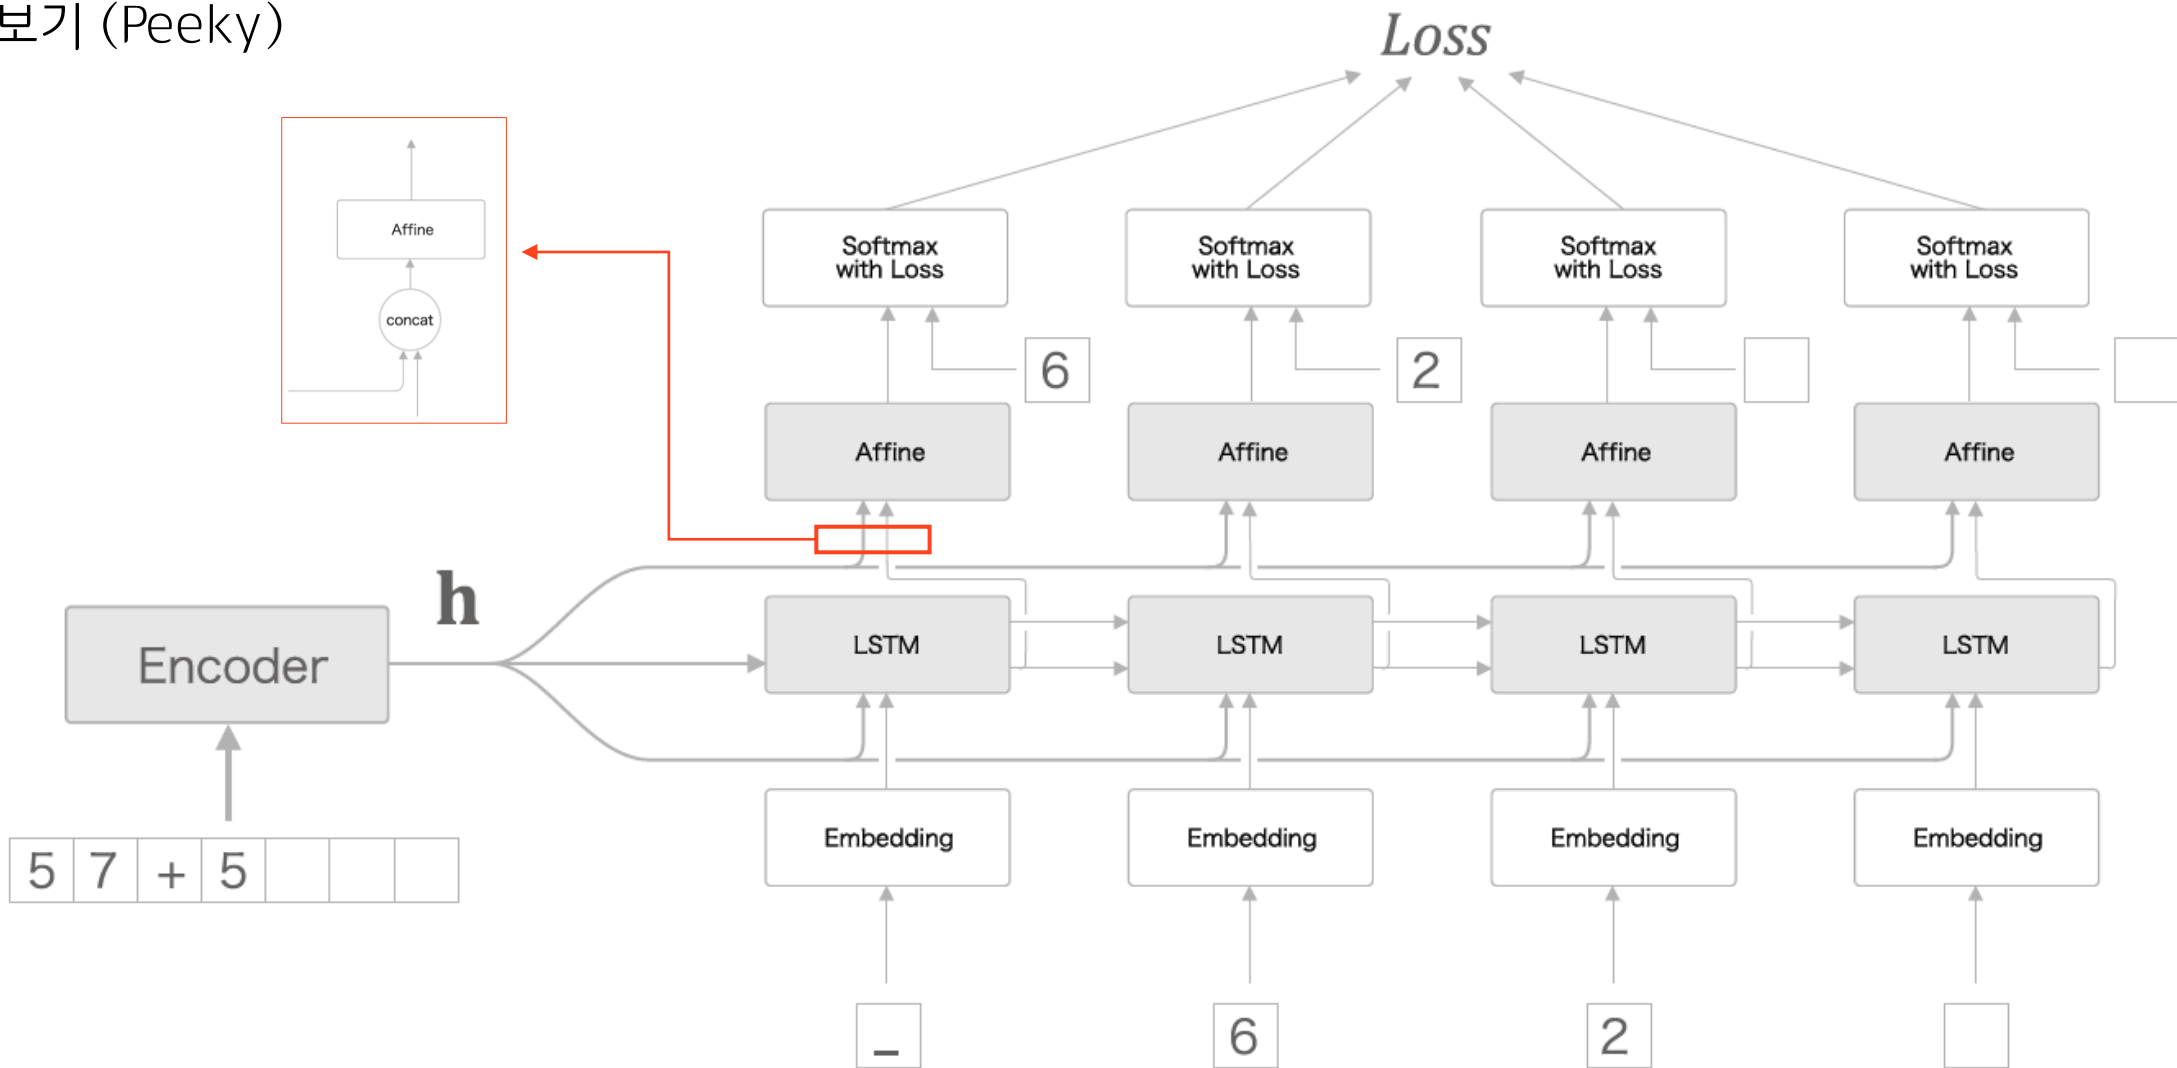 보기 (Peeky)
Loss
Affine
concat
Softmax
with Loss
Softmax
with Loss
Softmax
with Loss
Softmax
with Loss
6
2
Affine
Affine
Affine
Affine
h
Encoder
LSTM
LSTM
LSTM
LSTM
5 7 + 5
Embedding
Embedding
Embedding
Embedding
_
6
2